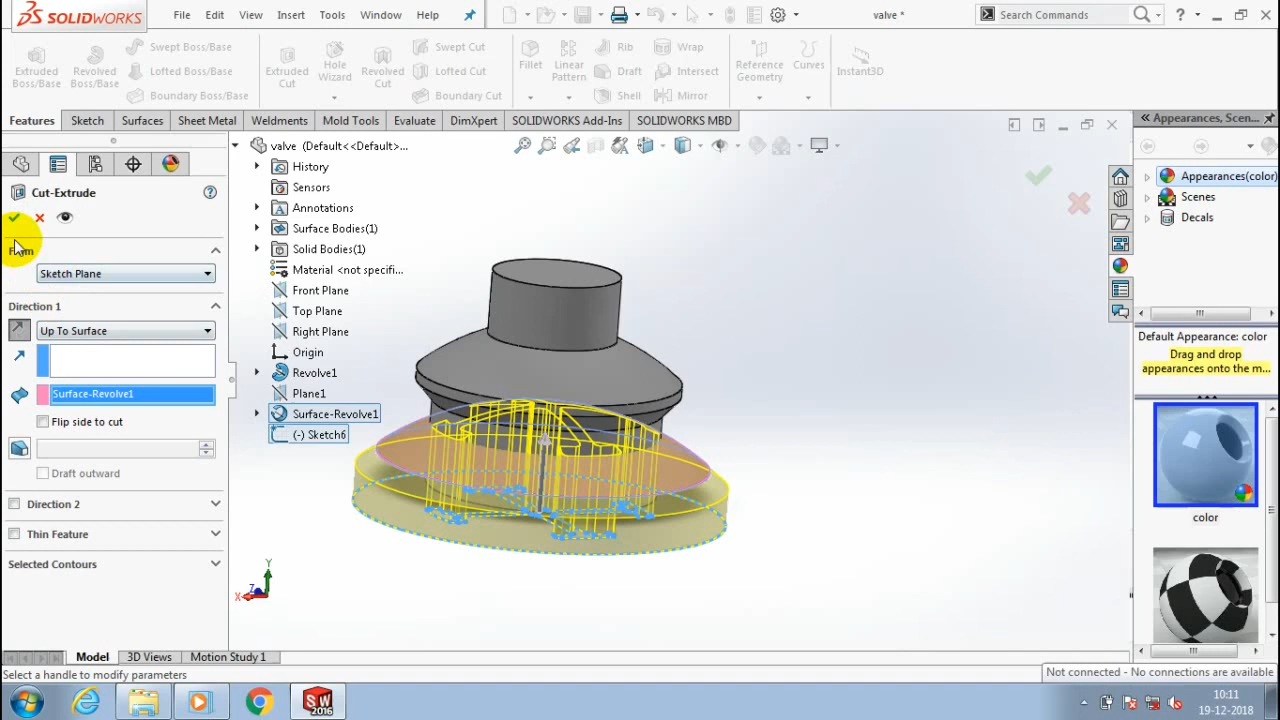 SOLIDWORKS File Edit View Insert Tools Window Help valve * Search Commands ?
Extruded Boss/Base
Revolved Boss/Base
Swept Boss/Base
Lofted Boss/Base
Boundary Boss/Base
Extruded Cut
Hole Wizard
Revolved Cut
Swept Cut
Lofted Cut
Boundary Cut
Fillet
Linear Pattern
Rib
Draft
Shell
Wrap
Intersect
Mirror
Reference Geometry
Curves
Instant3D
Features Sketch Surfaces Sheet Metal Weldments Mold Tools Evaluate DimXpert SOLIDWORKS Add-Ins SOLIDWORKS MBD
Cut-Extrude
From
Sketch Plane
Direction 1
Up To Surface
Surface-Revolve1
Flip side to cut
Draft outward
Direction 2
Thin Feature
Selected Contours
valve (Default<<Default>...
History
Sensors
Annotations
Surface Bodies(1)
Solid Bodies(1)
Material <not specifi...
Front Plane
Top Plane
Right Plane
Origin
Revolve1
Plane1
Surface-Revolve1
(-) Sketch6
Y
Z
X
Appearances, Scen...
Appearances(color)
Scenes
Decals
Default Appearance: color
Drag and drop
appearances onto the m...
color
Model 3D Views Motion Study 1
Select a handle to modify parameters
Not connected - No connections are available
SW
2016
10:11
19-12-2018